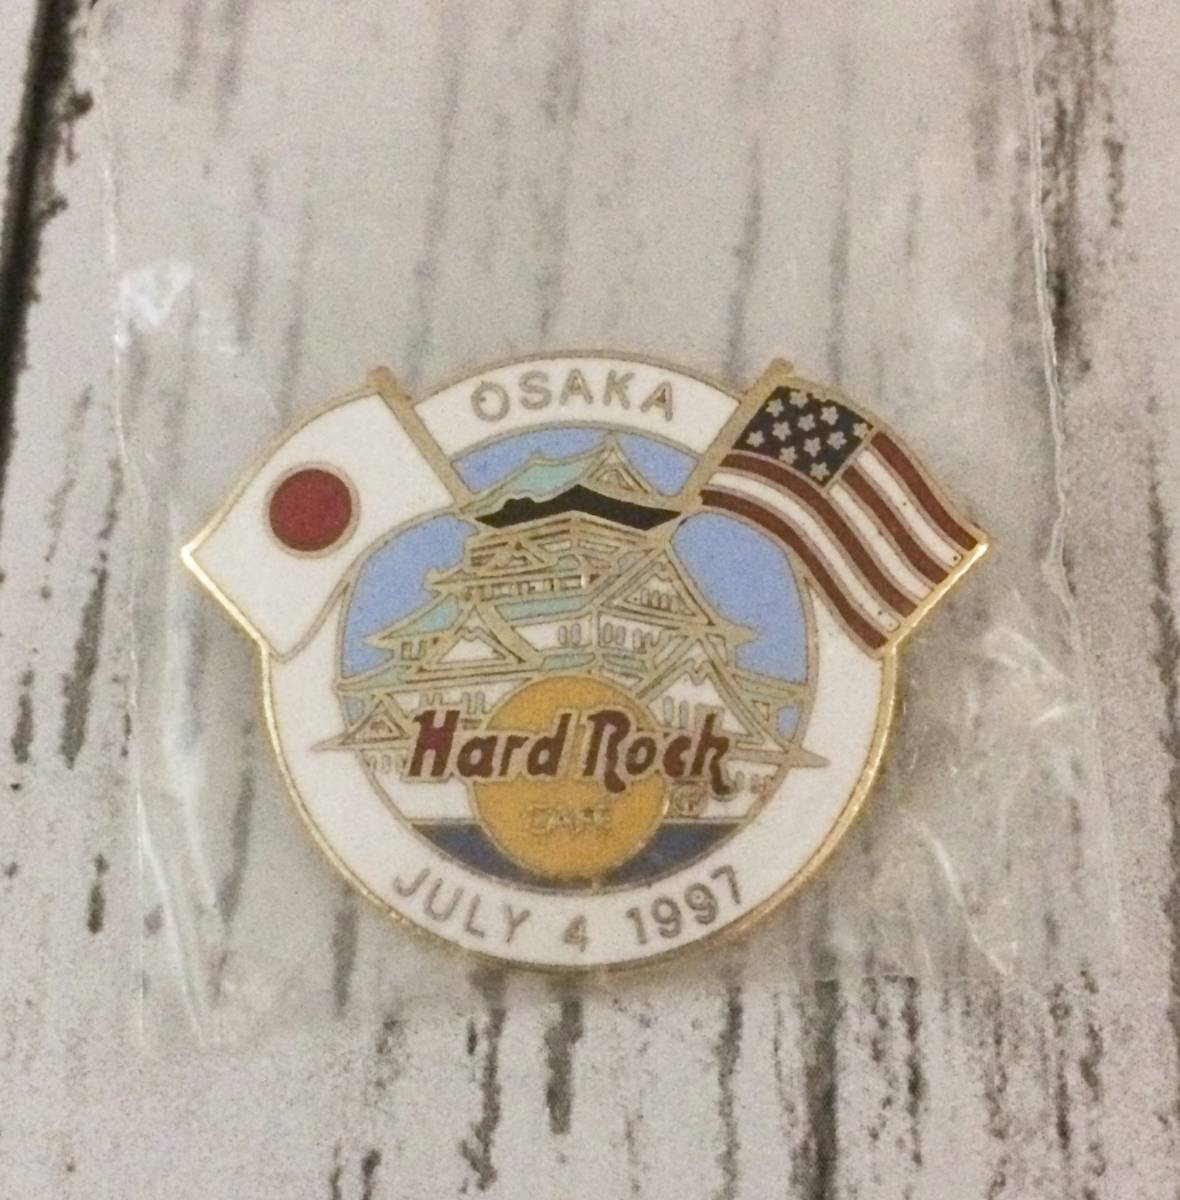 OSAKA
Hard Rock
CAFE
®
JULY 4 1997